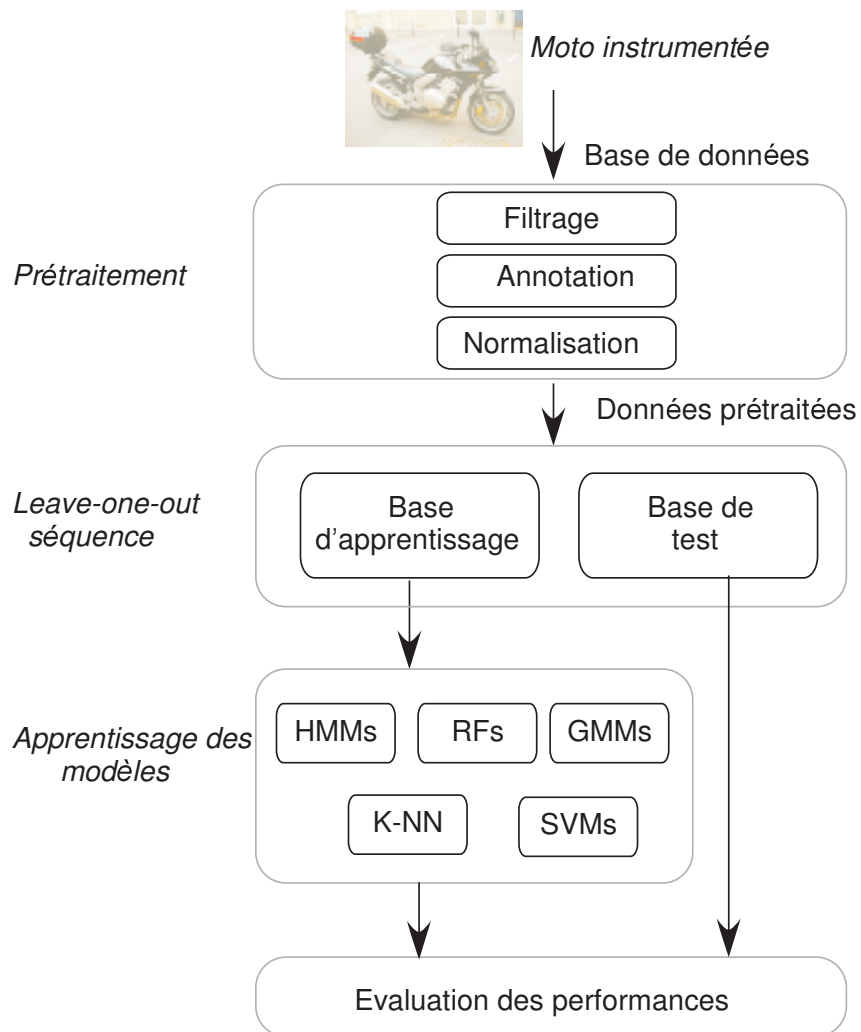 Moto instrumentée
Base de données
Filtrage
Prétraitement
Annotation
Normalisation
Données prétraitées
Leave-one-out
séquence
Base
d'apprentissage
Base de
test
Apprentissage des
modèles
HMMs
RFs
GMMs
K-NN
SVMs
Evaluation des performances